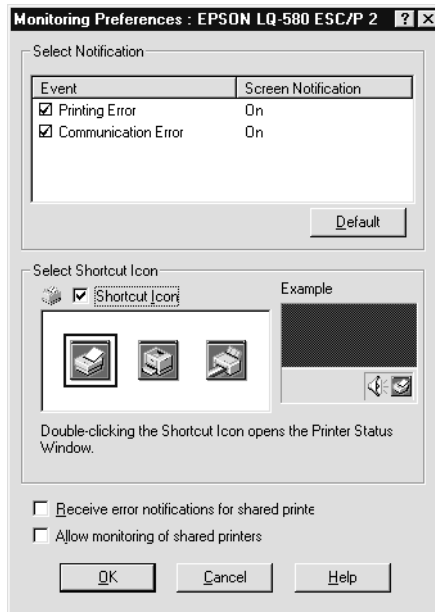 Monitoring Preferences : EPSON LQ-580 ESC/P 2
Select Notification
Event Screen Notification
Printing Error On
Communication Error On
Default
Select Shortcut Icon
Shortcut Icon Example
Double-clicking the Shortcut Icon opens the Printer Status
Window.
Receive error notifications for shared printe
Allow monitoring of shared printers
OK Cancel Help